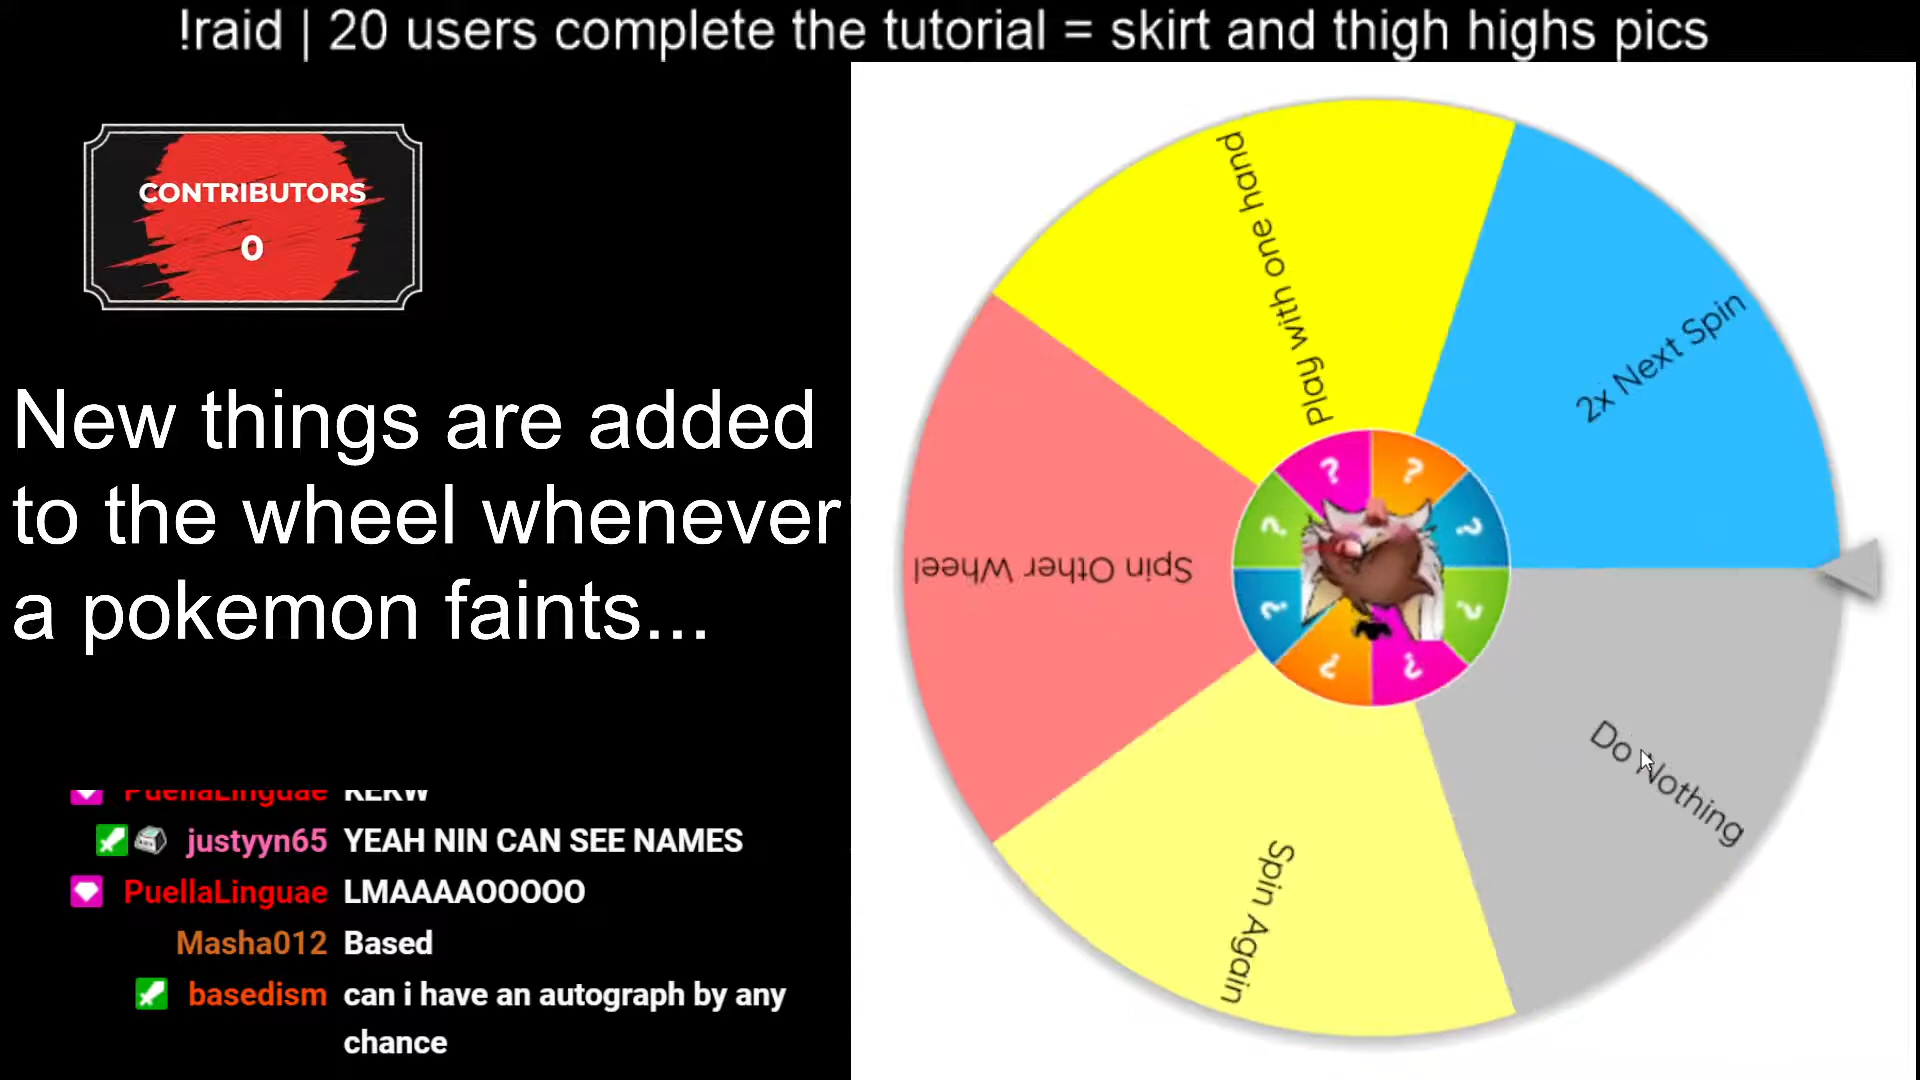 !raid | 20 users complete the tutorial = skirt and thigh highs pics
CONTRIBUTORS
0
New things are added
to the wheel whenever
a pokemon faints...
PuellaLinguae KEKW
justyyn65 YEAH NIN CAN SEE NAMES
PuellaLinguae LMAAAAOOOOO
Masha012 Based
basedism can i have an autograph by any
chance
Play with one hand
2x Next Spin
Spin Other Wheel
Do Nothing
Spin Again
?
?
?
?
?
?
?
?